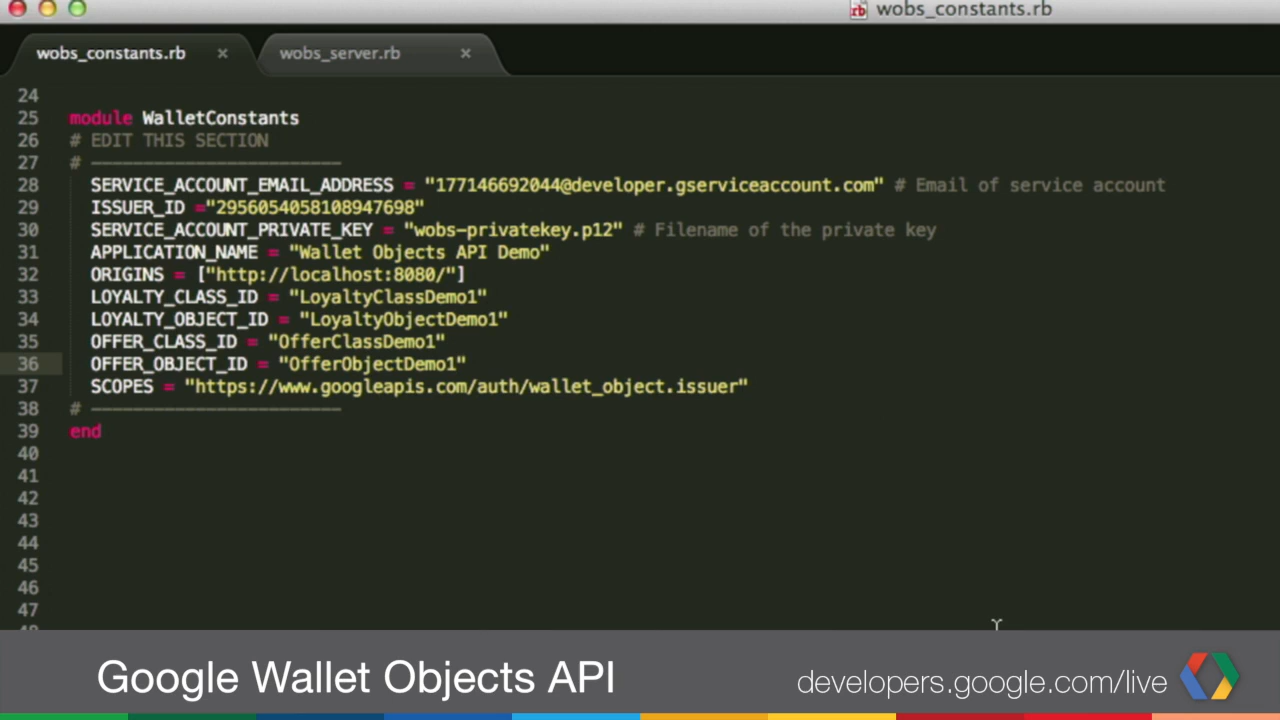 rb wobs_constants.rb
wobs_constants.rb × wobs_server.rb ×
24
25 module WalletConstants
26 # EDIT THIS SECTION
27 # ------------------------
28 SERVICE_ACCOUNT_EMAIL_ADDRESS = "177146692044@developer.gserviceaccount.com" # Email of service account
29 ISSUER_ID ="2956054058108947698"
30 SERVICE_ACCOUNT_PRIVATE_KEY = "wobs-privatekey.p12" # Filename of the private key
31 APPLICATION_NAME = "Wallet Objects API Demo"
32 ORIGINS = ["http://localhost:8080/"]
33 LOYALTY_CLASS_ID = "LoyaltyClassDemo1"
34 LOYALTY_OBJECT_ID = "LoyaltyObjectDemo1"
35 OFFER_CLASS_ID = "OfferClassDemo1"
36 OFFER_OBJECT_ID = "OfferObjectDemo1"
37 SCOPES = "https://www.googleapis.com/auth/wallet_object.issuer"
38 # ------------------------
39 end
40
41
42
43
44
45
46
47
Google Wallet Objects API
developers.google.com/live